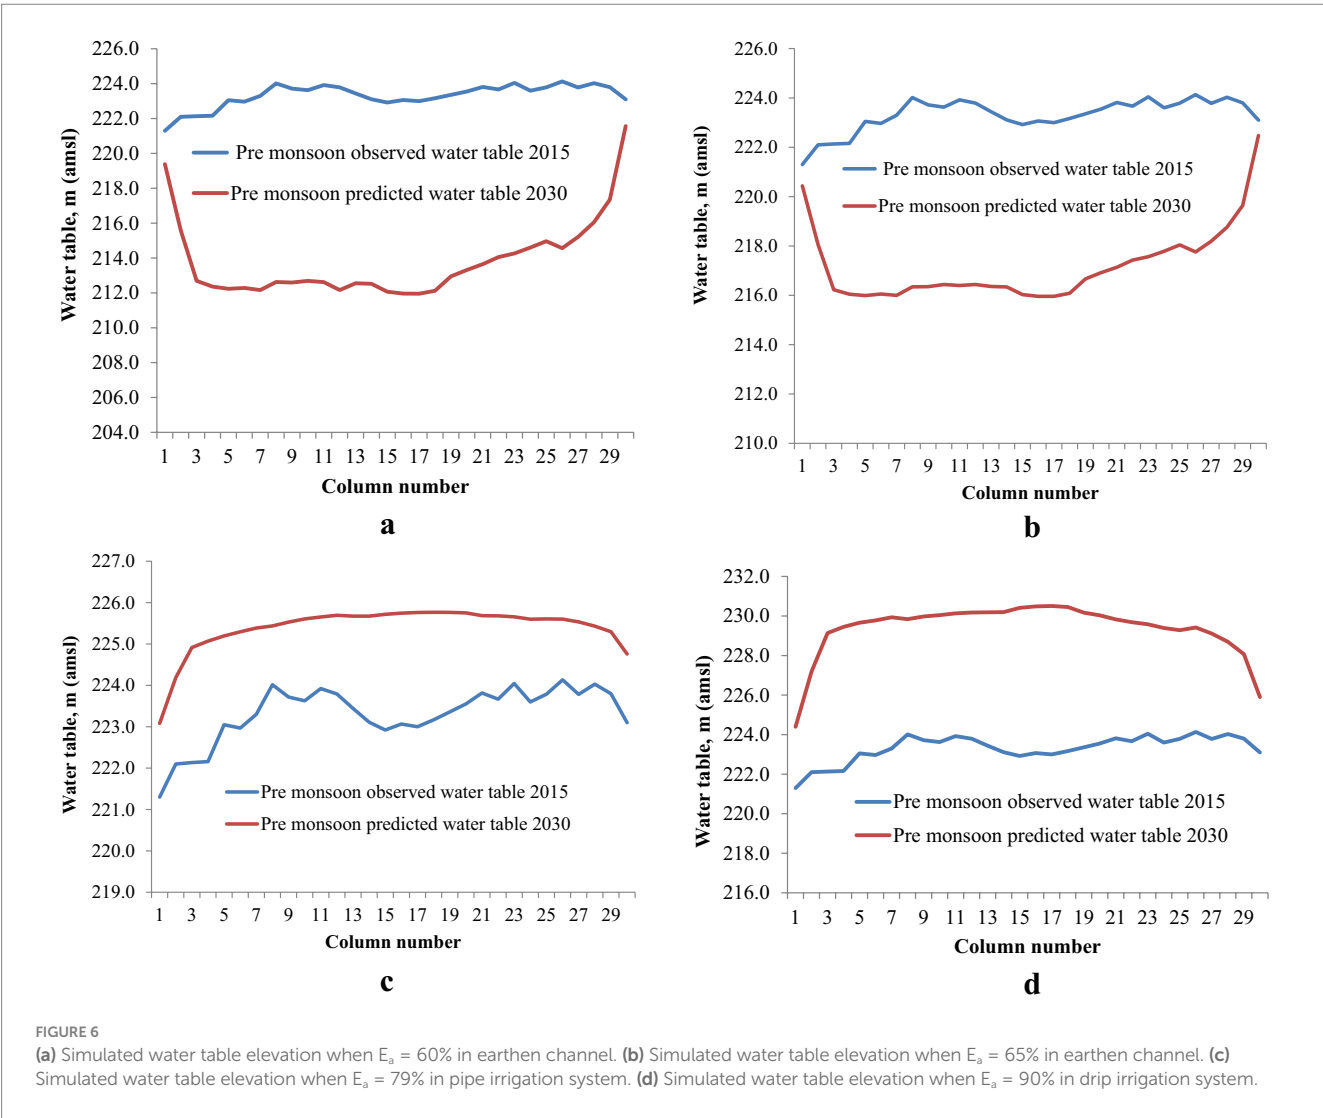 226.0
224.0
222.0
220.0
218.0
216.0
214.0
212.0
210.0
208.0
206.0
204.0
Water table, m (amsl)
Pre monsoon observed water table 2015
Pre monsoon predicted water table 2030
1 3 5 7 9 11 13 15 17 19 21 23 25 27 29
Column number
a
226.0
224.0
222.0
220.0
218.0
216.0
214.0
212.0
210.0
Water table, m (amsl)
Pre monsoon observed water table 2015
Pre monsoon predicted water table 2030
1 3 5 7 9 11 13 15 17 19 21 23 25 27 29
Column number
b
227.0
226.0
225.0
224.0
223.0
222.0
221.0
220.0
219.0
Water table, m (amsl)
Pre monsoon observed water table 2015
Pre monsoon predicted water table 2030
1 3 5 7 9 11 13 15 17 19 21 23 25 27 29
Column number
c
232.0
230.0
228.0
226.0
224.0
222.0
220.0
218.0
216.0
Water table, m (amsl)
Pre monsoon observed water table 2015
Pre monsoon predicted water table 2030
1 3 5 7 9 11 13 15 17 19 21 23 25 27 29
Column number
d
FIGURE 6
(a) Simulated water table elevation when Eₐ = 60% in earthen channel. (b) Simulated water table elevation when Eₐ = 65% in earthen channel. (c)
Simulated water table elevation when Eₐ = 79% in pipe irrigation system. (d) Simulated water table elevation when Eₐ = 90% in drip irrigation system.